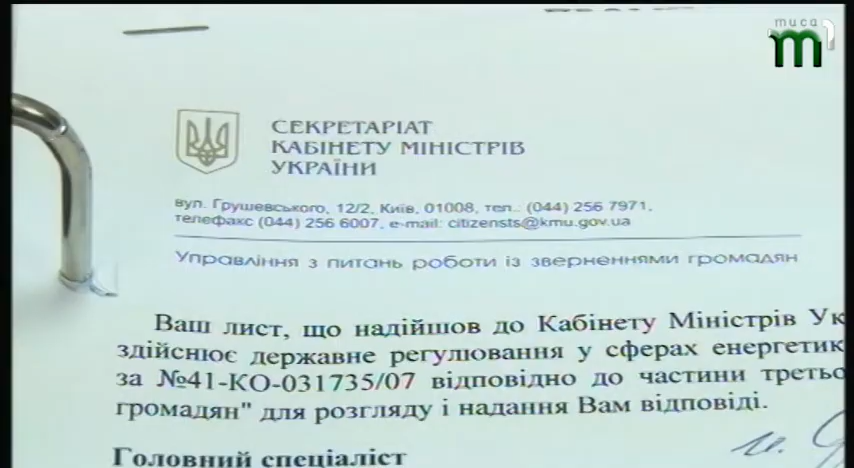 миса
m1
СЕКРЕТАРІАТ
КАБІНЕТУ МІНІСТРІВ
УКРАЇНИ
вул. Грушевського, 12/2, Київ, 01008, тел.: (044) 256 7971,
телефакс (044) 256 6007, e-mail: citizensts@kmu.gov.ua
Управління з питань роботи із зверненнями громадян
Ваш лист, що надійшов до Кабінету Міністрів Ук
здійснює державне регулювання у сферах енергетик
за №41-КО-031735/07 відповідно до частини третьо
громадян" для розгляду і надання Вам відповіді.
Головний спеціаліст